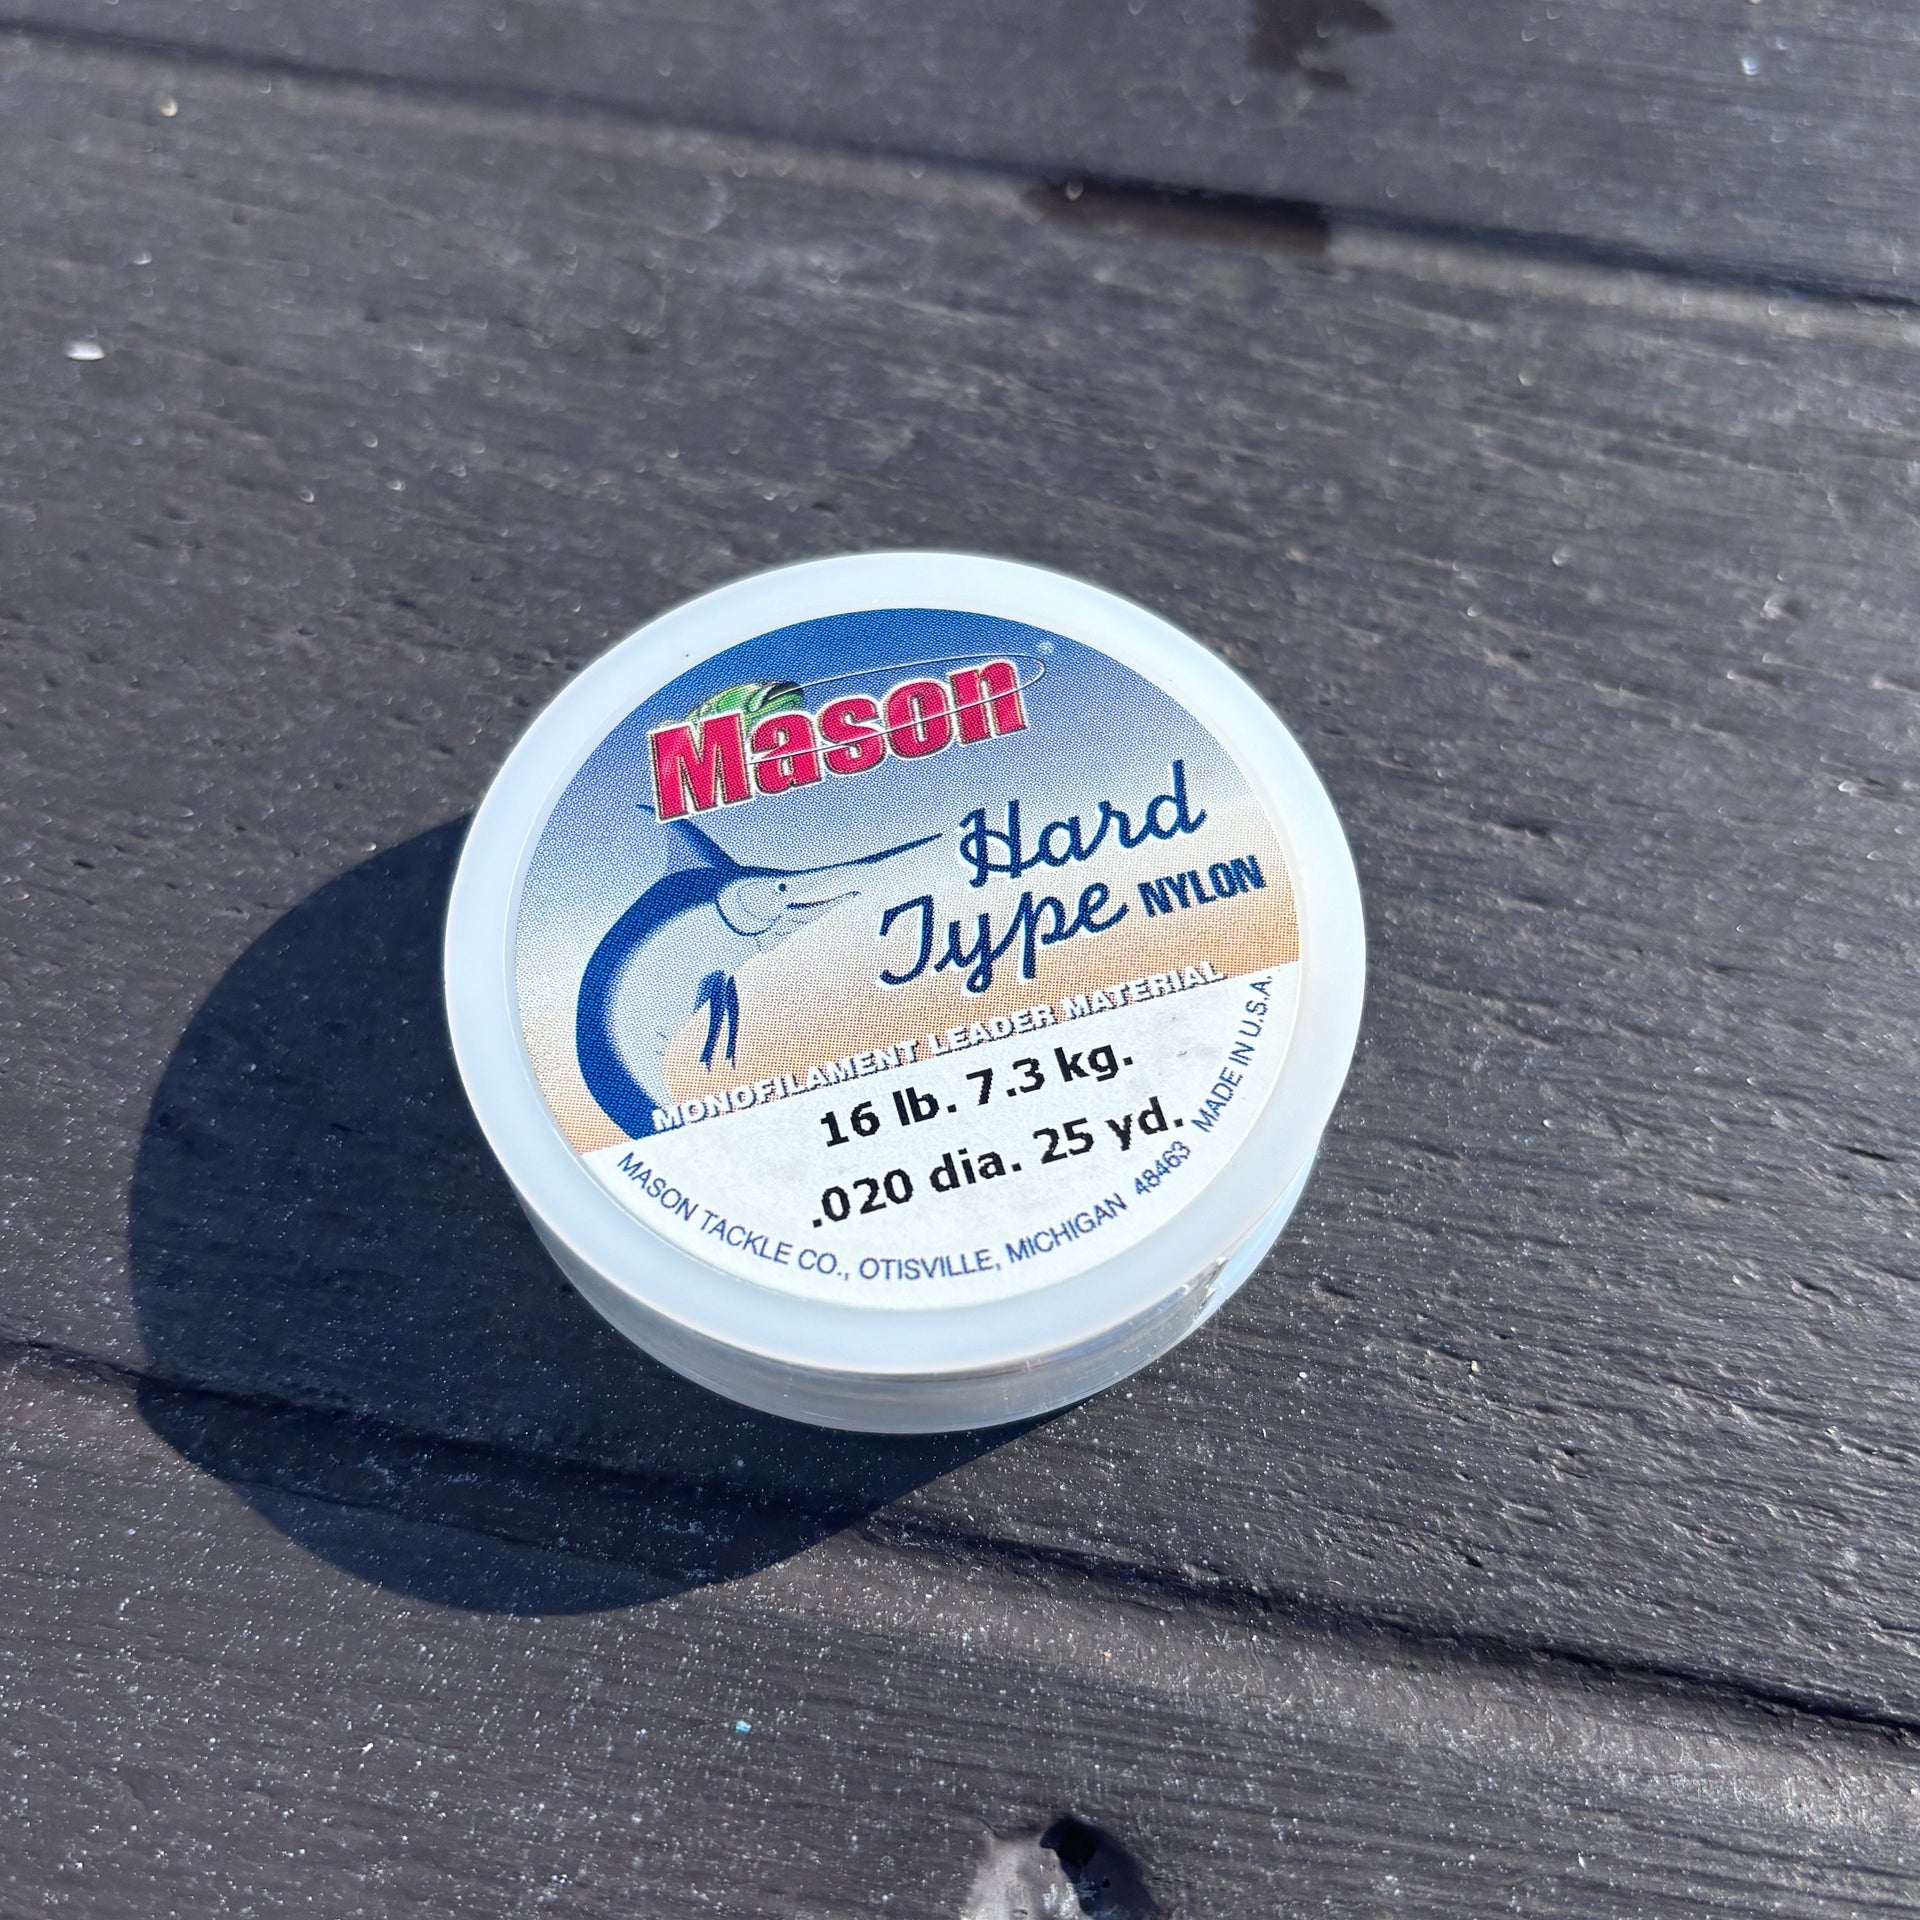 Mason
Hard
Type NYLON
MONOFILAMENT LEADER MATERIAL
16 lb. 7.3 kg.
.020 dia. 25 yd.
MASON TACKLE CO., OTISVILLE, MICHIGAN 48463 MADE IN U.S.A.